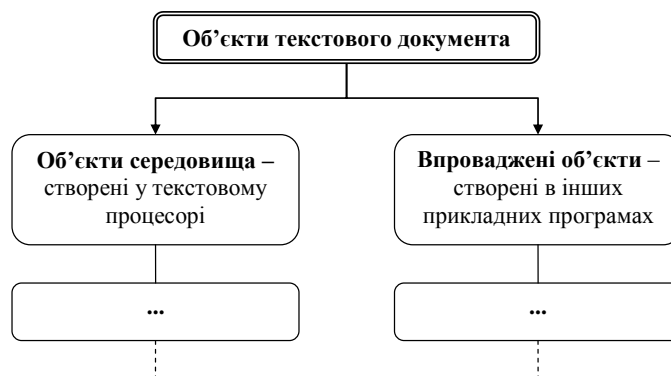 Об’єкти текстового документа
Об’єкти середовища –
створені у текстовому
процесорі
Впроваджені об’єкти –
створені в інших
прикладних програмах
...
...